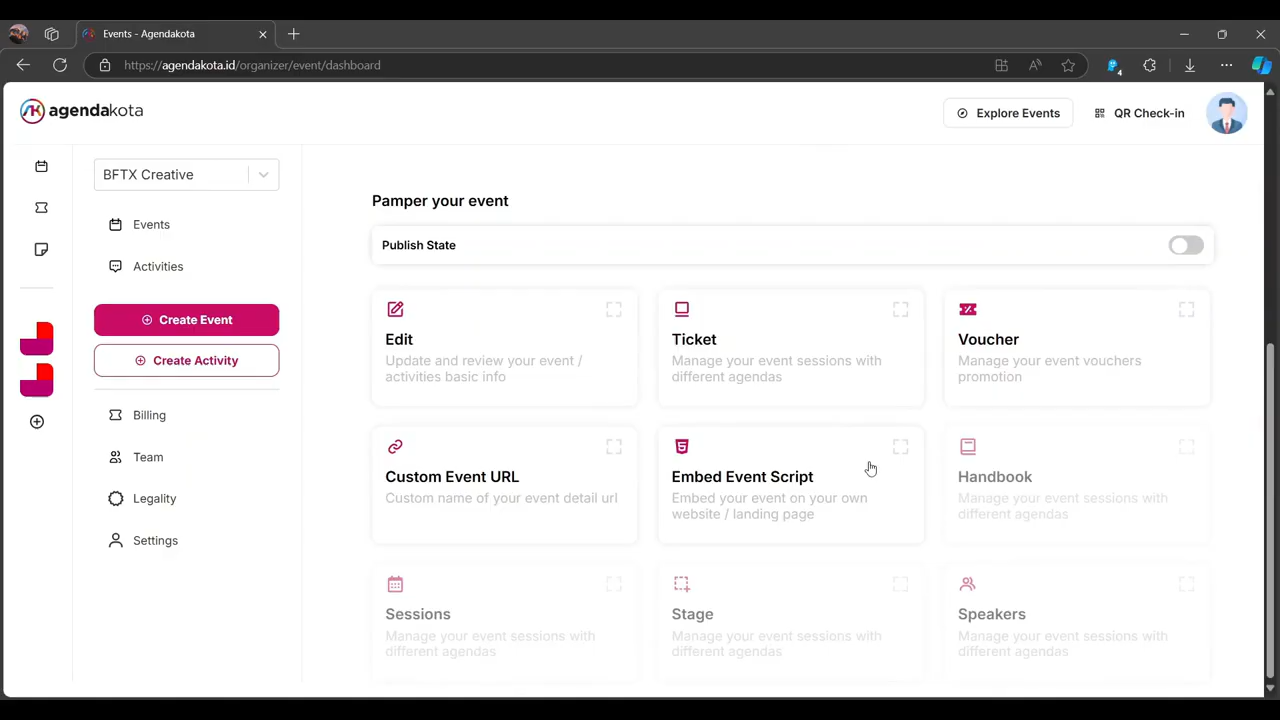 Events - Agendakota
https://agendakota.id/organizer/event/dashboard
4
agendakota
Explore Events
QR Check-in
BFTX Creative
Events
Activities
Create Event
Create Activity
Billing
Team
Legality
Settings
Pamper your event
Publish State
Edit
Update and review your event /
activities basic info
Ticket
Manage your event sessions with
different agendas
Voucher
Manage your event vouchers
promotion
Custom Event URL
Custom name of your event detail url
Embed Event Script
Embed your event on your own
website / landing page
Handbook
Manage your event sessions with
different agendas
Sessions
Manage your event sessions with
different agendas
Stage
Manage your event sessions with
different agendas
Speakers
Manage your event sessions with
different agendas